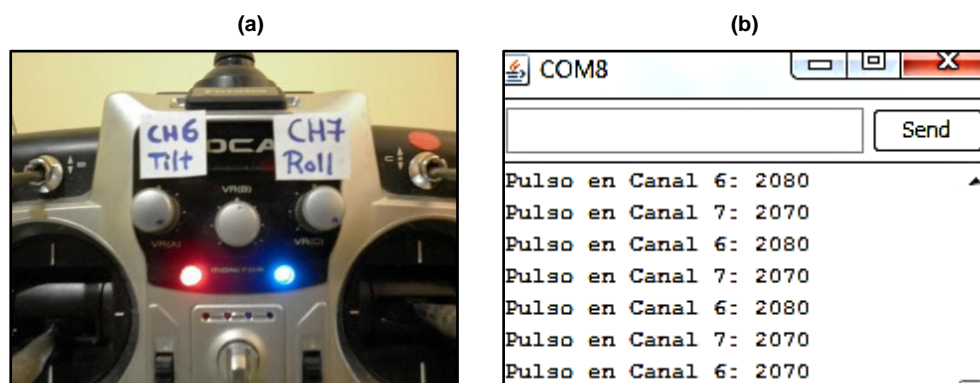 (a)
(b)
Futaba
CH6
Tilt
OCA
CH7
Roll
VR(B)
VR(A)
VR(C)
MONITOR
COM8
Send
Pulso en Canal 6: 2080
Pulso en Canal 7: 2070
Pulso en Canal 6: 2080
Pulso en Canal 7: 2070
Pulso en Canal 6: 2080
Pulso en Canal 7: 2070
Pulso en Canal 6: 2070